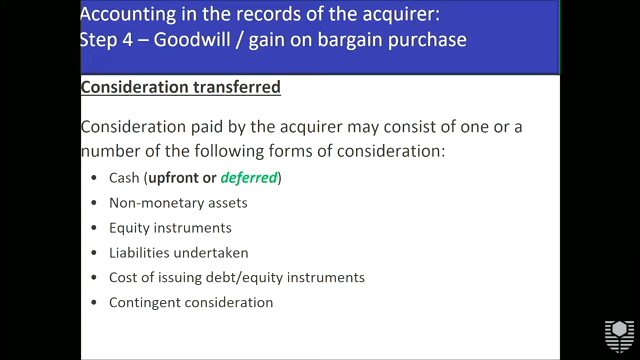 Accounting in the records of the acquirer:
Step 4 – Goodwill / gain on bargain purchase
Consideration transferred
Consideration paid by the acquirer may consist of one or a
number of the following forms of consideration:
• Cash (upfront or deferred)
• Non-monetary assets
• Equity instruments
• Liabilities undertaken
• Cost of issuing debt/equity instruments
• Contingent consideration